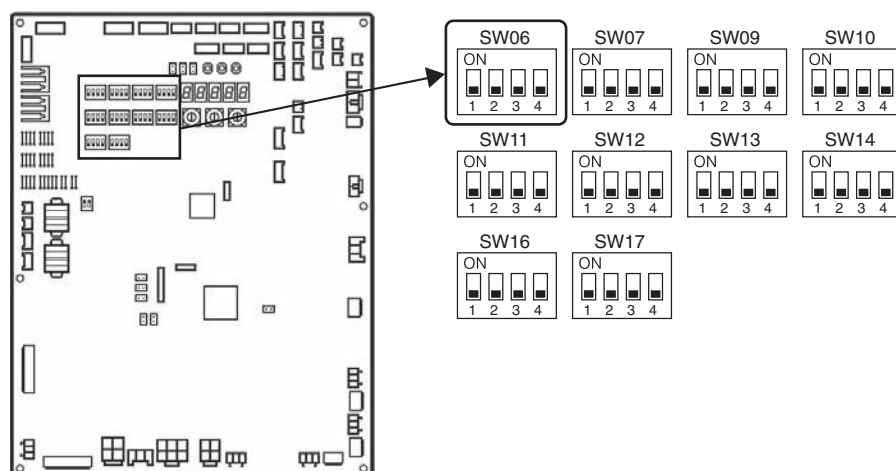 SW06 SW07 SW09 SW10
ON ON ON ON
1 2 3 4 1 2 3 4 1 2 3 4 1 2 3 4
SW11 SW12 SW13 SW14
ON ON ON ON
1 2 3 4 1 2 3 4 1 2 3 4 1 2 3 4
SW16 SW17
ON ON
1 2 3 4 1 2 3 4